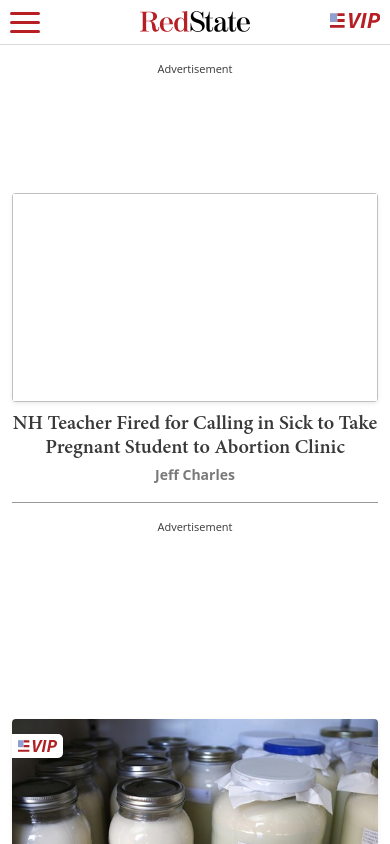 RedState
VIP
Advertisement
NH Teacher Fired for Calling in Sick to Take
Pregnant Student to Abortion Clinic
Jeff Charles
Advertisement
VIP